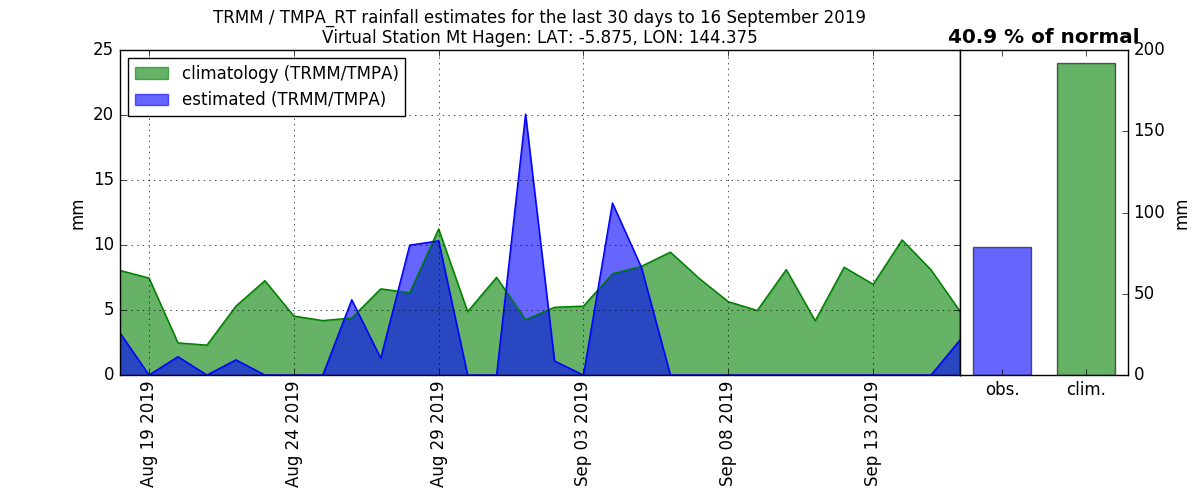 TRMM / TMPA_RT rainfall estimates for the last 30 days to 16 September 2019
Virtual Station Mt Hagen: LAT: -5.875, LON: 144.375
40.9 % of normal
climatology (TRMM/TMPA)
estimated (TRMM/TMPA)
25
20
15
10
5
0
mm
Aug 19 2019
Aug 24 2019
Aug 29 2019
Sep 03 2019
Sep 08 2019
Sep 13 2019
200
150
100
50
0
mm
obs.
clim.